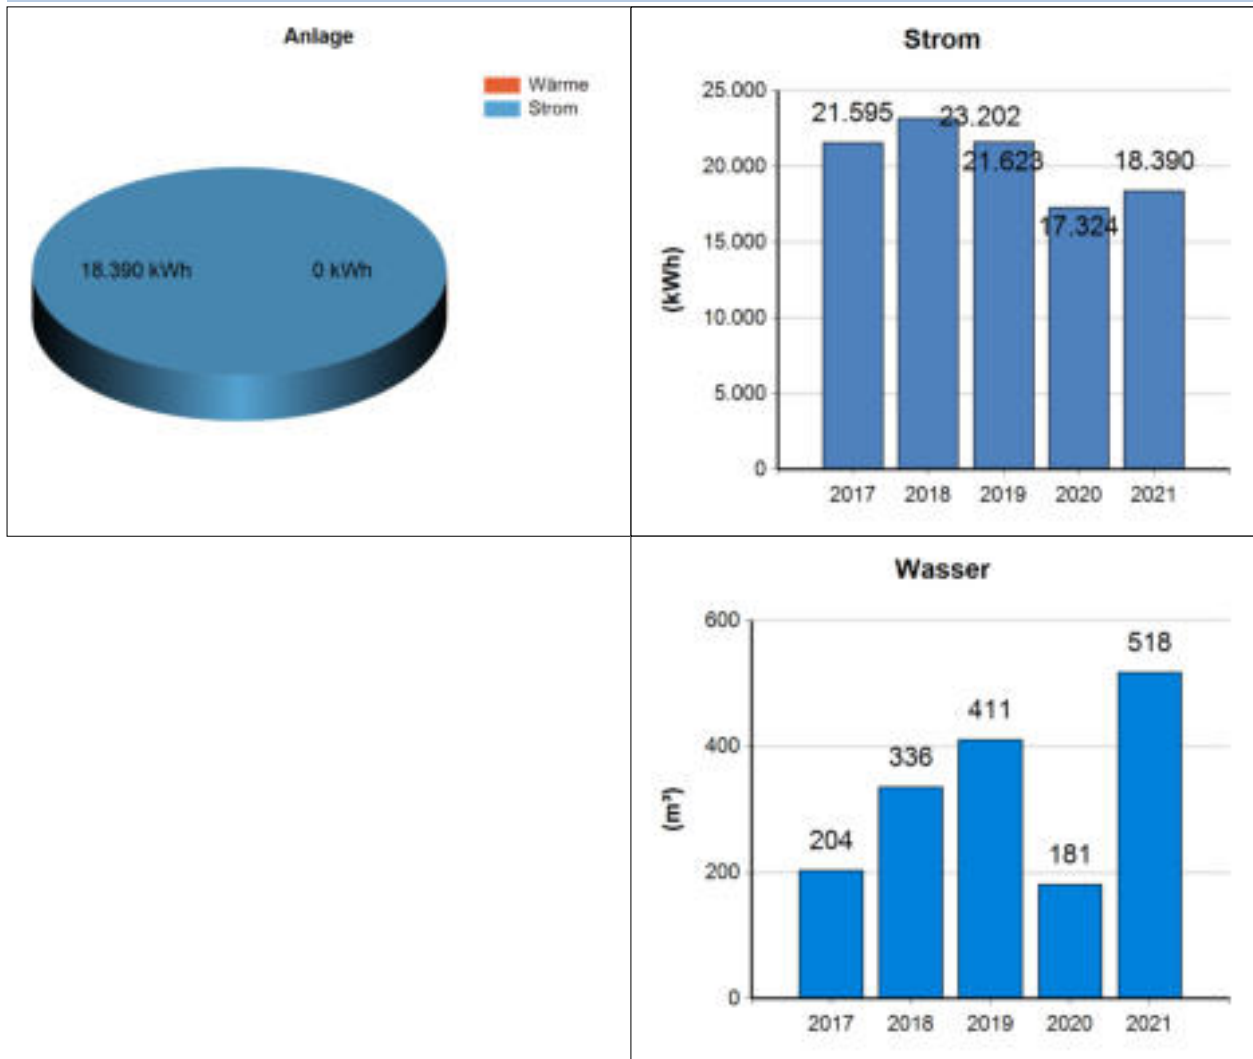 Anlage
Wärme
Strom
18.390 kWh 0 kWh
Strom
(kWh)
25.000
20.000
15.000
10.000
5.000
0
21.595 23.202 21.623 17.324 18.390
2017 2018 2019 2020 2021
Wasser
(m³)
600
400
200
0
204 336 411 181 518
2017 2018 2019 2020 2021